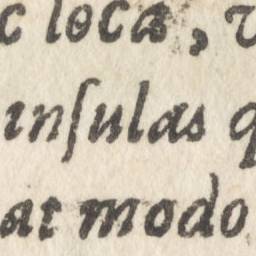 c loca, v
inſulas q
at modo